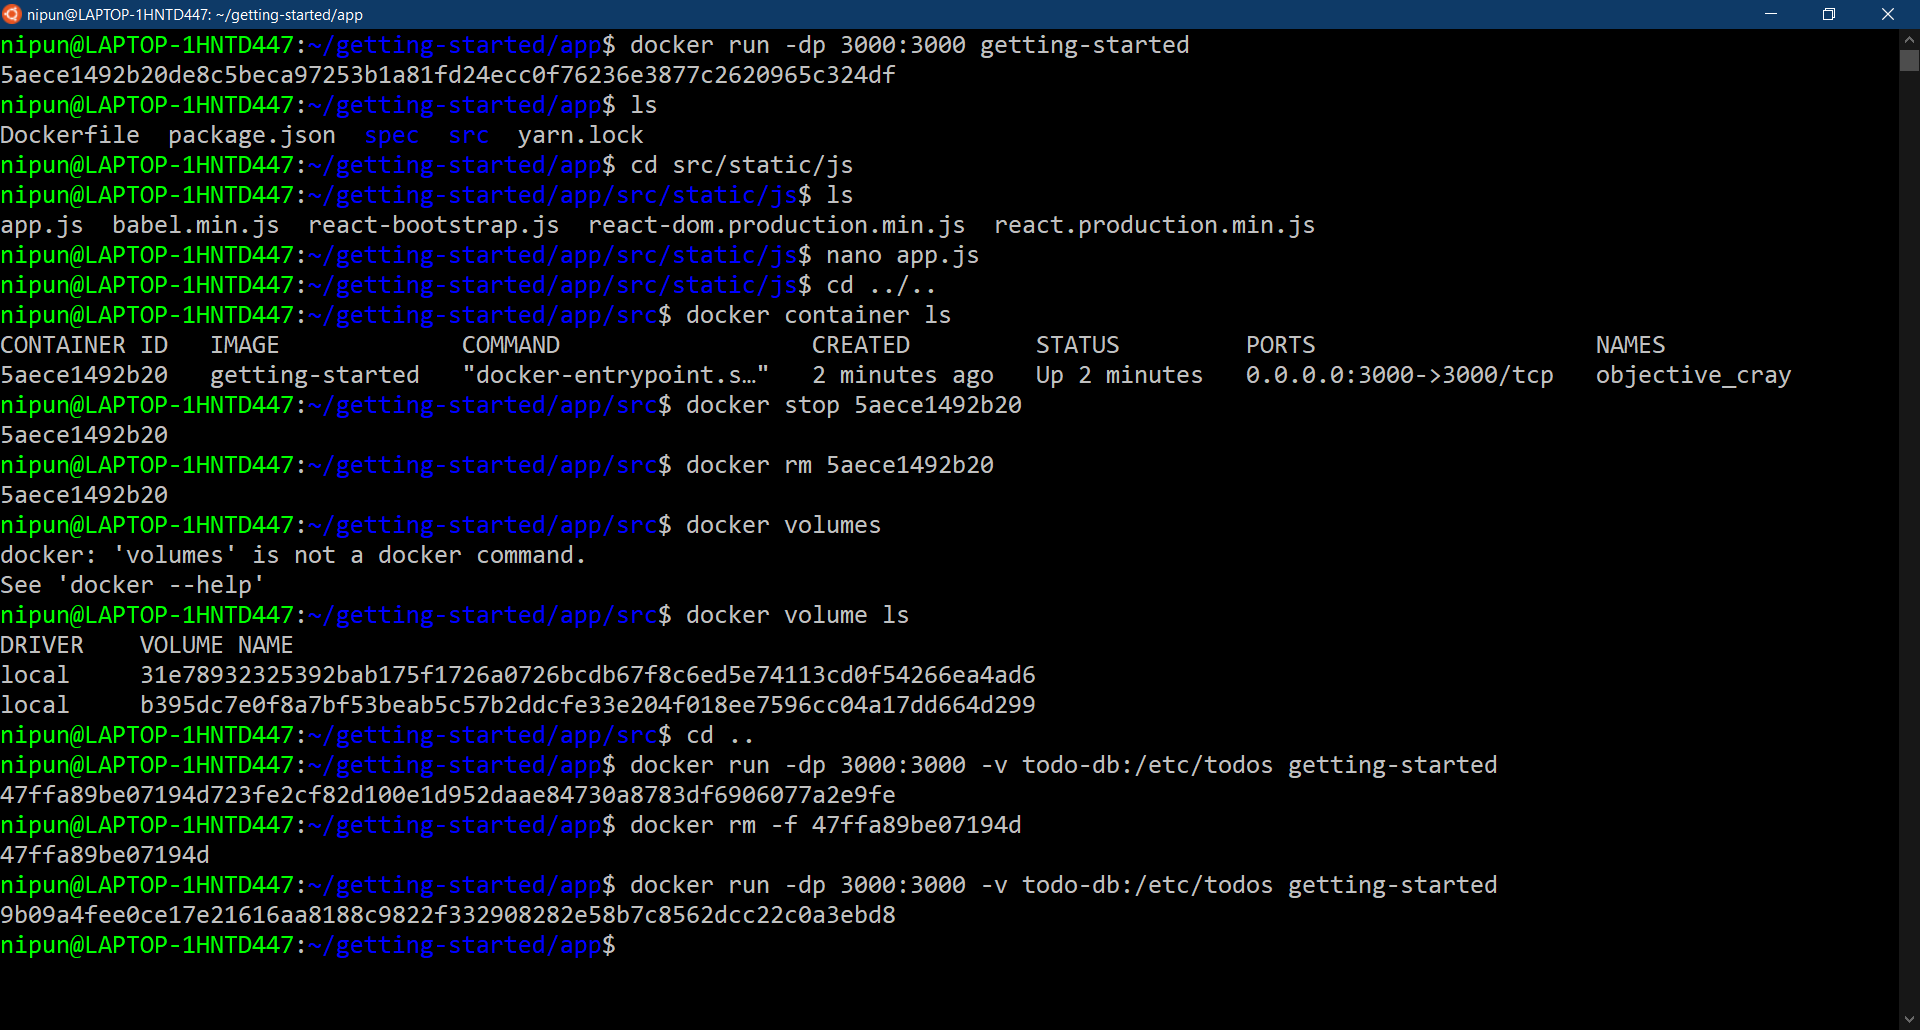 nipun@LAPTOP-1HNTD447: ~/getting-started/app
nipun@LAPTOP-1HNTD447:~/getting-started/app$ docker run -dp 3000:3000 getting-started
5aece1492b20de8c5beca97253b1a81fd24ecc0f76236e3877c2620965c324df
nipun@LAPTOP-1HNTD447:~/getting-started/app$ ls
Dockerfile  package.json  spec  src  yarn.lock
nipun@LAPTOP-1HNTD447:~/getting-started/app$ cd src/static/js
nipun@LAPTOP-1HNTD447:~/getting-started/app/src/static/js$ ls
app.js  babel.min.js  react-bootstrap.js  react-dom.production.min.js  react.production.min.js
nipun@LAPTOP-1HNTD447:~/getting-started/app/src/static/js$ nano app.js
nipun@LAPTOP-1HNTD447:~/getting-started/app/src/static/js$ cd ../..
nipun@LAPTOP-1HNTD447:~/getting-started/app/src$ docker container ls
CONTAINER ID   IMAGE             COMMAND                  CREATED         STATUS         PORTS                    NAMES
5aece1492b20   getting-started   "docker-entrypoint.s…"   2 minutes ago   Up 2 minutes   0.0.0.0:3000->3000/tcp   objective_cray
nipun@LAPTOP-1HNTD447:~/getting-started/app/src$ docker stop 5aece1492b20
5aece1492b20
nipun@LAPTOP-1HNTD447:~/getting-started/app/src$ docker rm 5aece1492b20
5aece1492b20
nipun@LAPTOP-1HNTD447:~/getting-started/app/src$ docker volumes
docker: 'volumes' is not a docker command.
See 'docker --help'
nipun@LAPTOP-1HNTD447:~/getting-started/app/src$ docker volume ls
DRIVER    VOLUME NAME
local     31e78932325392bab175f1726a0726bcdb67f8c6ed5e74113cd0f54266ea4ad6
local     b395dc7e0f8a7bf53beab5c57b2ddcfe33e204f018ee7596cc04a17dd664d299
nipun@LAPTOP-1HNTD447:~/getting-started/app/src$ cd ..
nipun@LAPTOP-1HNTD447:~/getting-started/app$ docker run -dp 3000:3000 -v todo-db:/etc/todos getting-started
47ffa89be07194d723fe2cf82d100e1d952daae84730a8783df6906077a2e9fe
nipun@LAPTOP-1HNTD447:~/getting-started/app$ docker rm -f 47ffa89be07194d
47ffa89be07194d
nipun@LAPTOP-1HNTD447:~/getting-started/app$ docker run -dp 3000:3000 -v todo-db:/etc/todos getting-started
9b09a4fee0ce17e21616aa8188c9822f332908282e58b7c8562dcc22c0a3ebd8
nipun@LAPTOP-1HNTD447:~/getting-started/app$